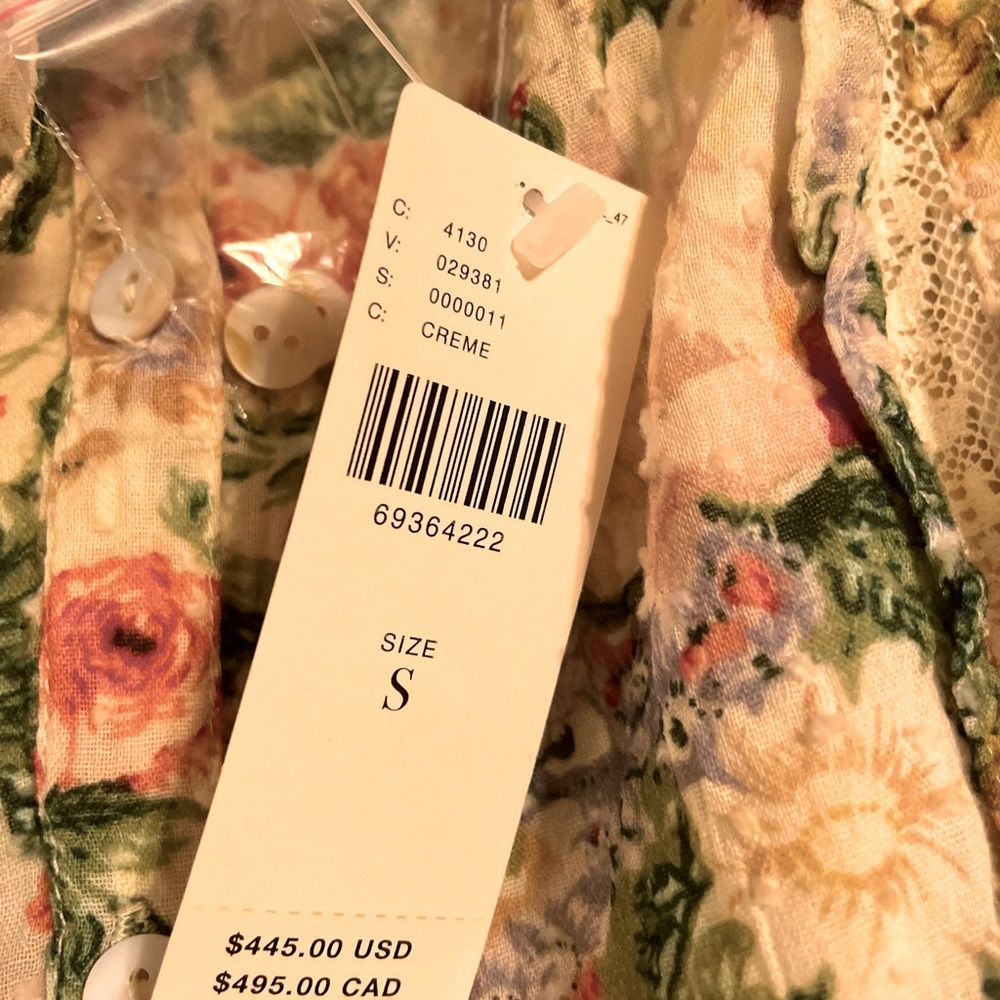 C: 4130
V: 029381
S: 0000011
C: CREME
69364222
SIZE
S
$445.00 USD
$495.00 CAD